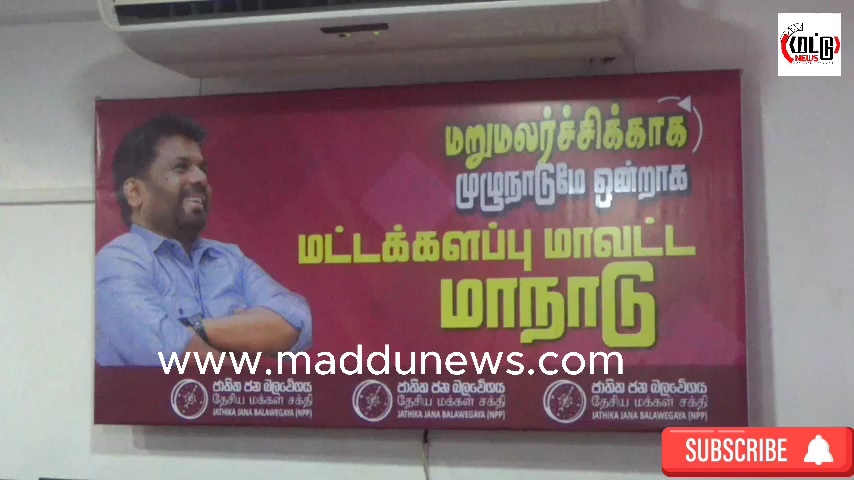 மட்டு
NEWS
மறுமலர்ச்சிக்காக
முழுநாடுமே ஒன்றாக
மட்டக்களப்பு மாவட்ட
மாநாடு
www.maddunews.com
ජාතික ජන බලවේගය
தேசிய மக்கள் சக்தி
JATHIKA JANA BALAWEGAYA (NPP)
ජාතික ජන බලවේගය
தேசிய மக்கள் சக்தி
JATHIKA JANA BALAWEGAYA (NPP)
ජාතික ජන බලවේගය
தேசிய மக்கள் சக்தி
JATHIKA JANA BALAWEGAYA (NPP)
SUBSCRIBE